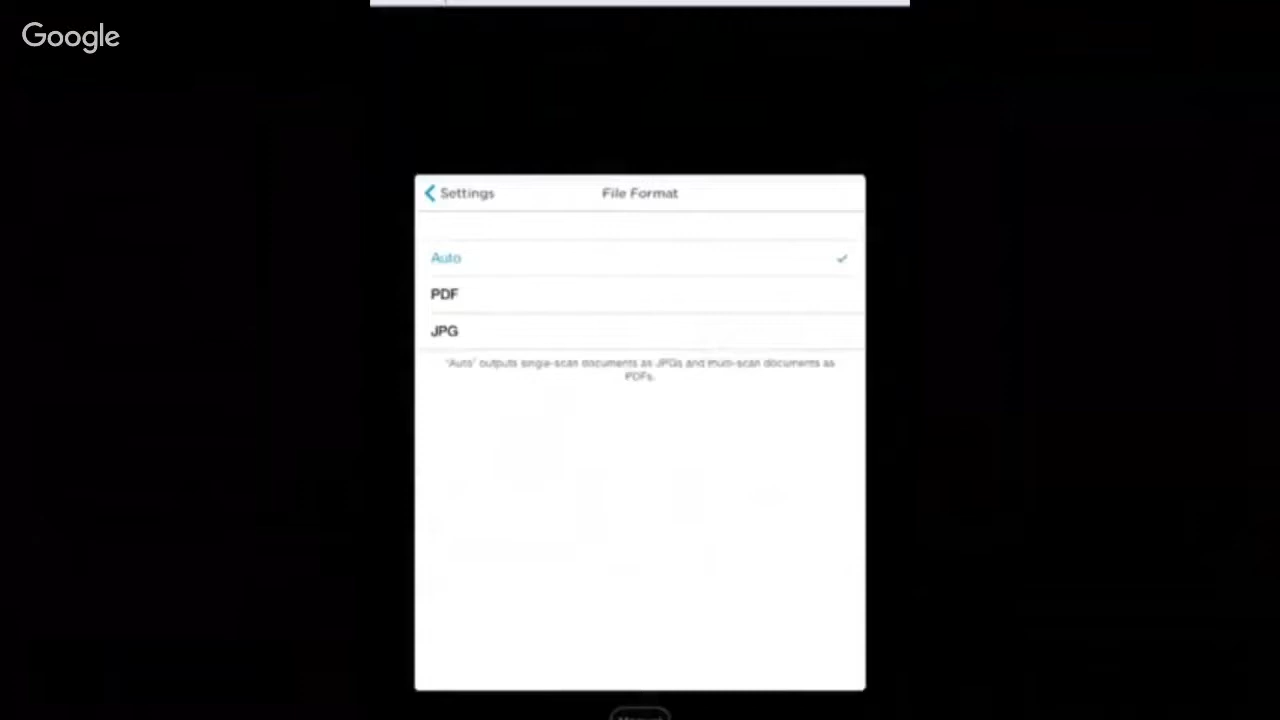 Google
Settings
File Format
Auto
PDF
JPG
"Auto" outputs single-scan documents as JPGs and multi-scan documents as
PDFs.